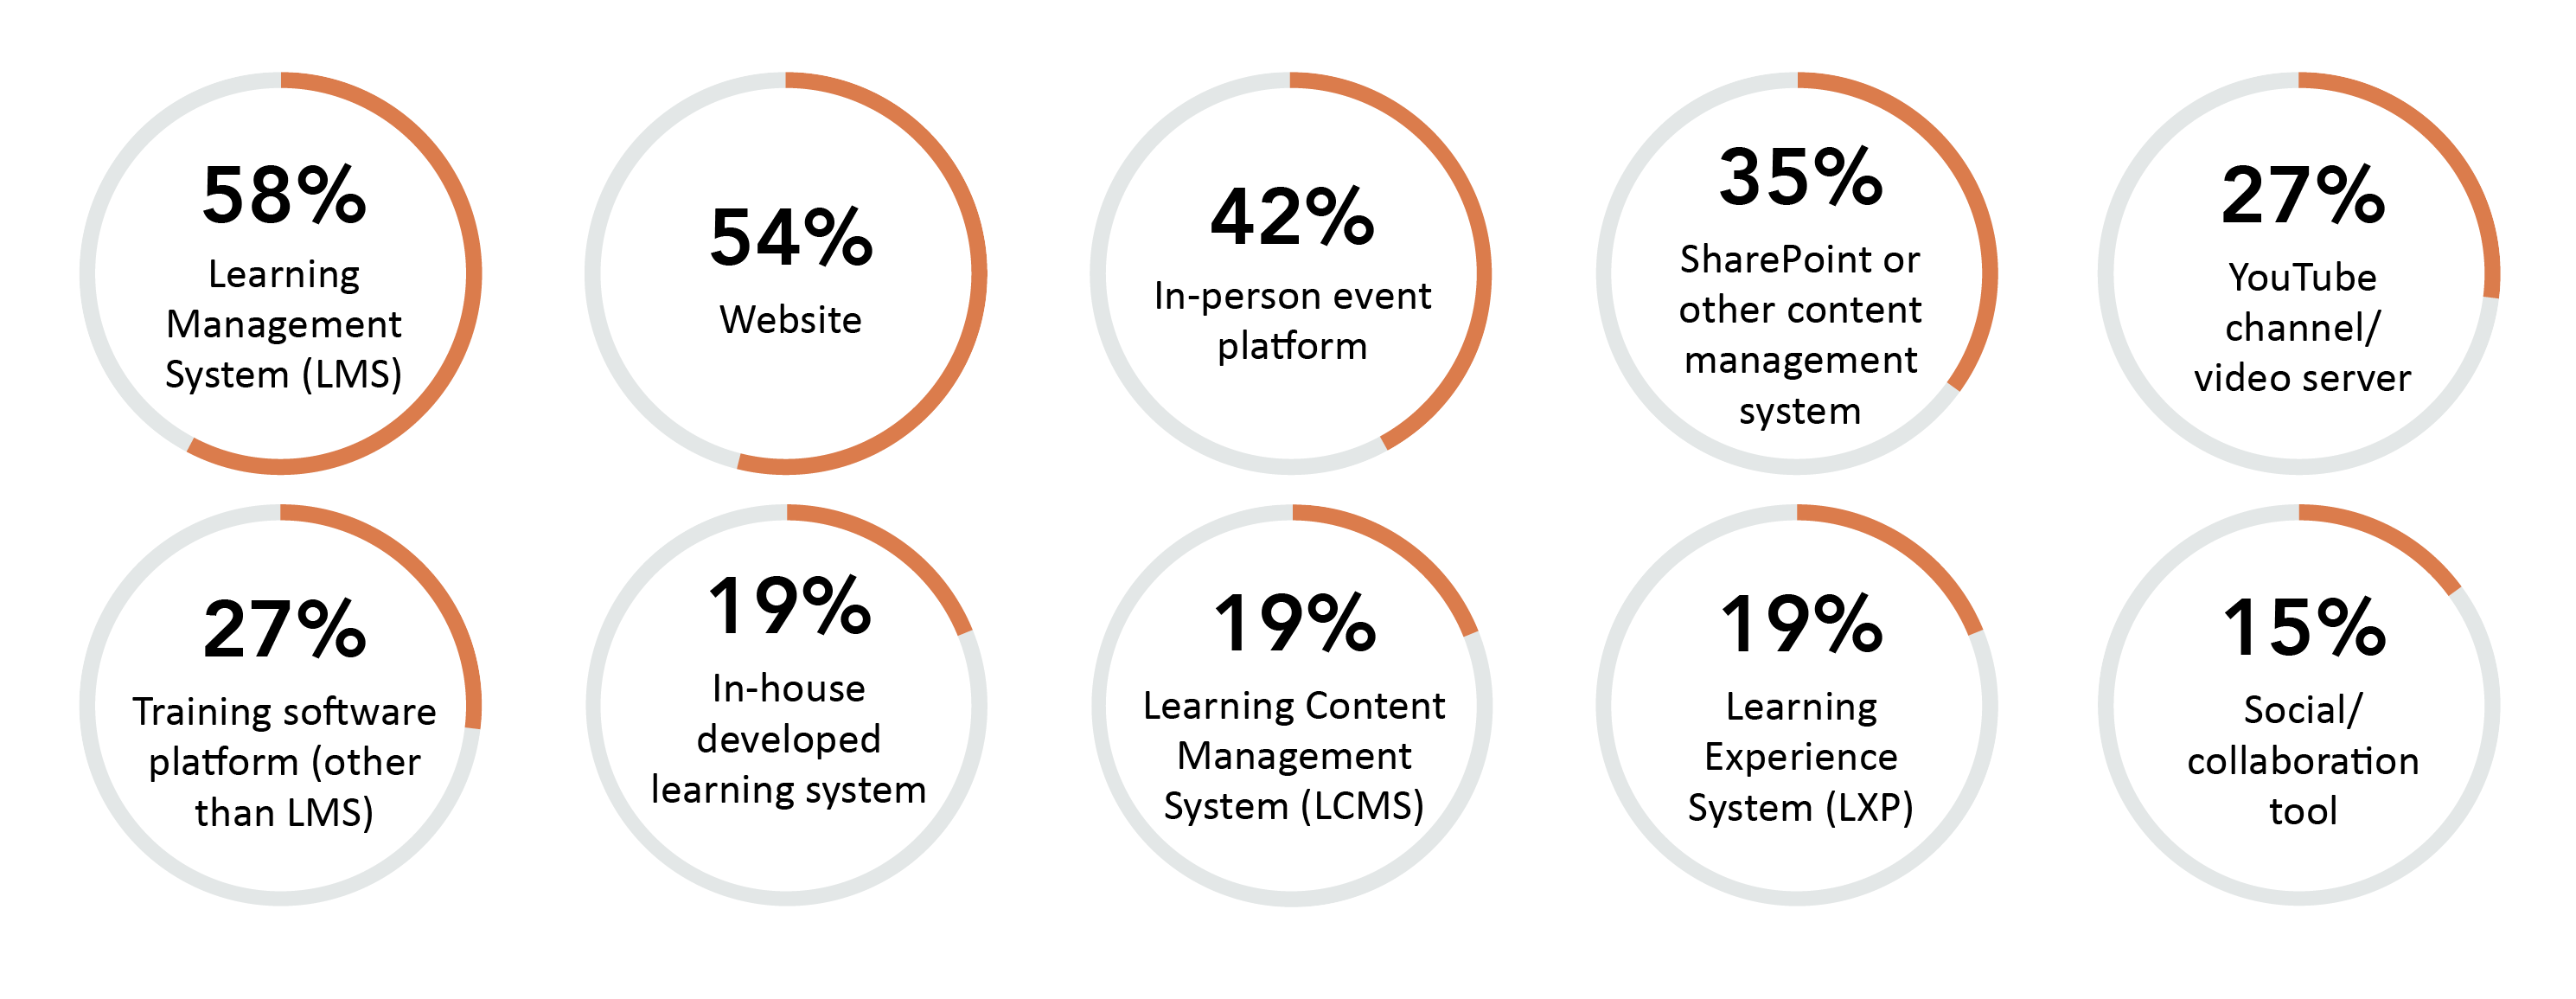 58%
Learning
Management
System (LMS)
54%
Website
42%
In-person event
platform
35%
SharePoint or
other content
management
system
27%
YouTube
channel/
video server
27%
Training software
platform (other
than LMS)
19%
In-house
developed
learning system
19%
Learning Content
Management
System (LCMS)
19%
Learning
Experience
System (LXP)
15%
Social/
collaboration
tool